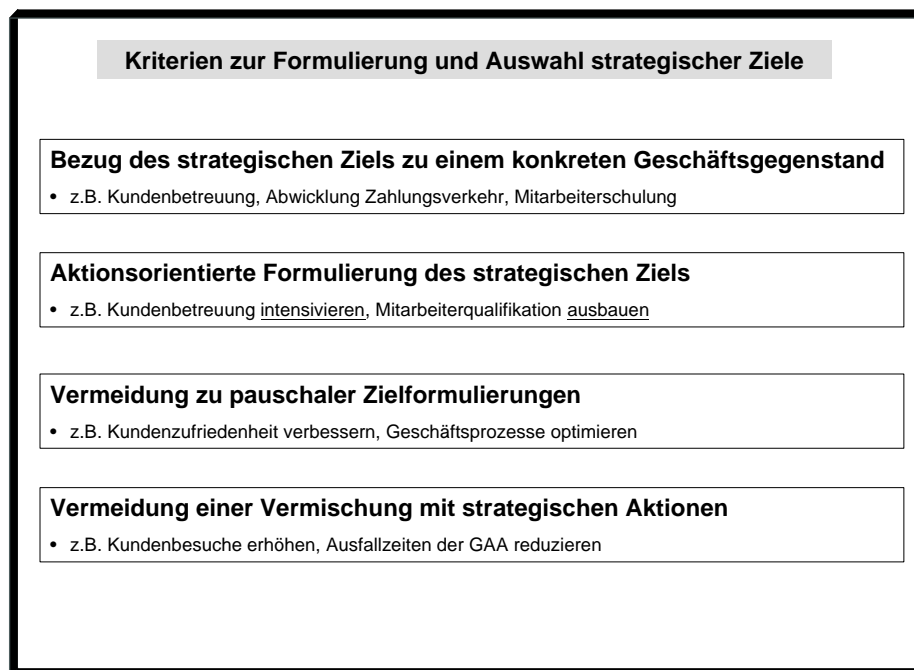 Kriterien zur Formulierung und Auswahl strategischer Ziele
Bezug des strategischen Ziels zu einem konkreten Geschäftsgegenstand
• z.B. Kundenbetreuung, Abwicklung Zahlungsverkehr, Mitarbeiterschulung
Aktionsorientierte Formulierung des strategischen Ziels
• z.B. Kundenbetreuung intensivieren, Mitarbeiterqualifikation ausbauen
Vermeidung zu pauschaler Zielformulierungen
• z.B. Kundenzufriedenheit verbessern, Geschäftsprozesse optimieren
Vermeidung einer Vermischung mit strategischen Aktionen
• z.B. Kundenbesuche erhöhen, Ausfallzeiten der GAA reduzieren